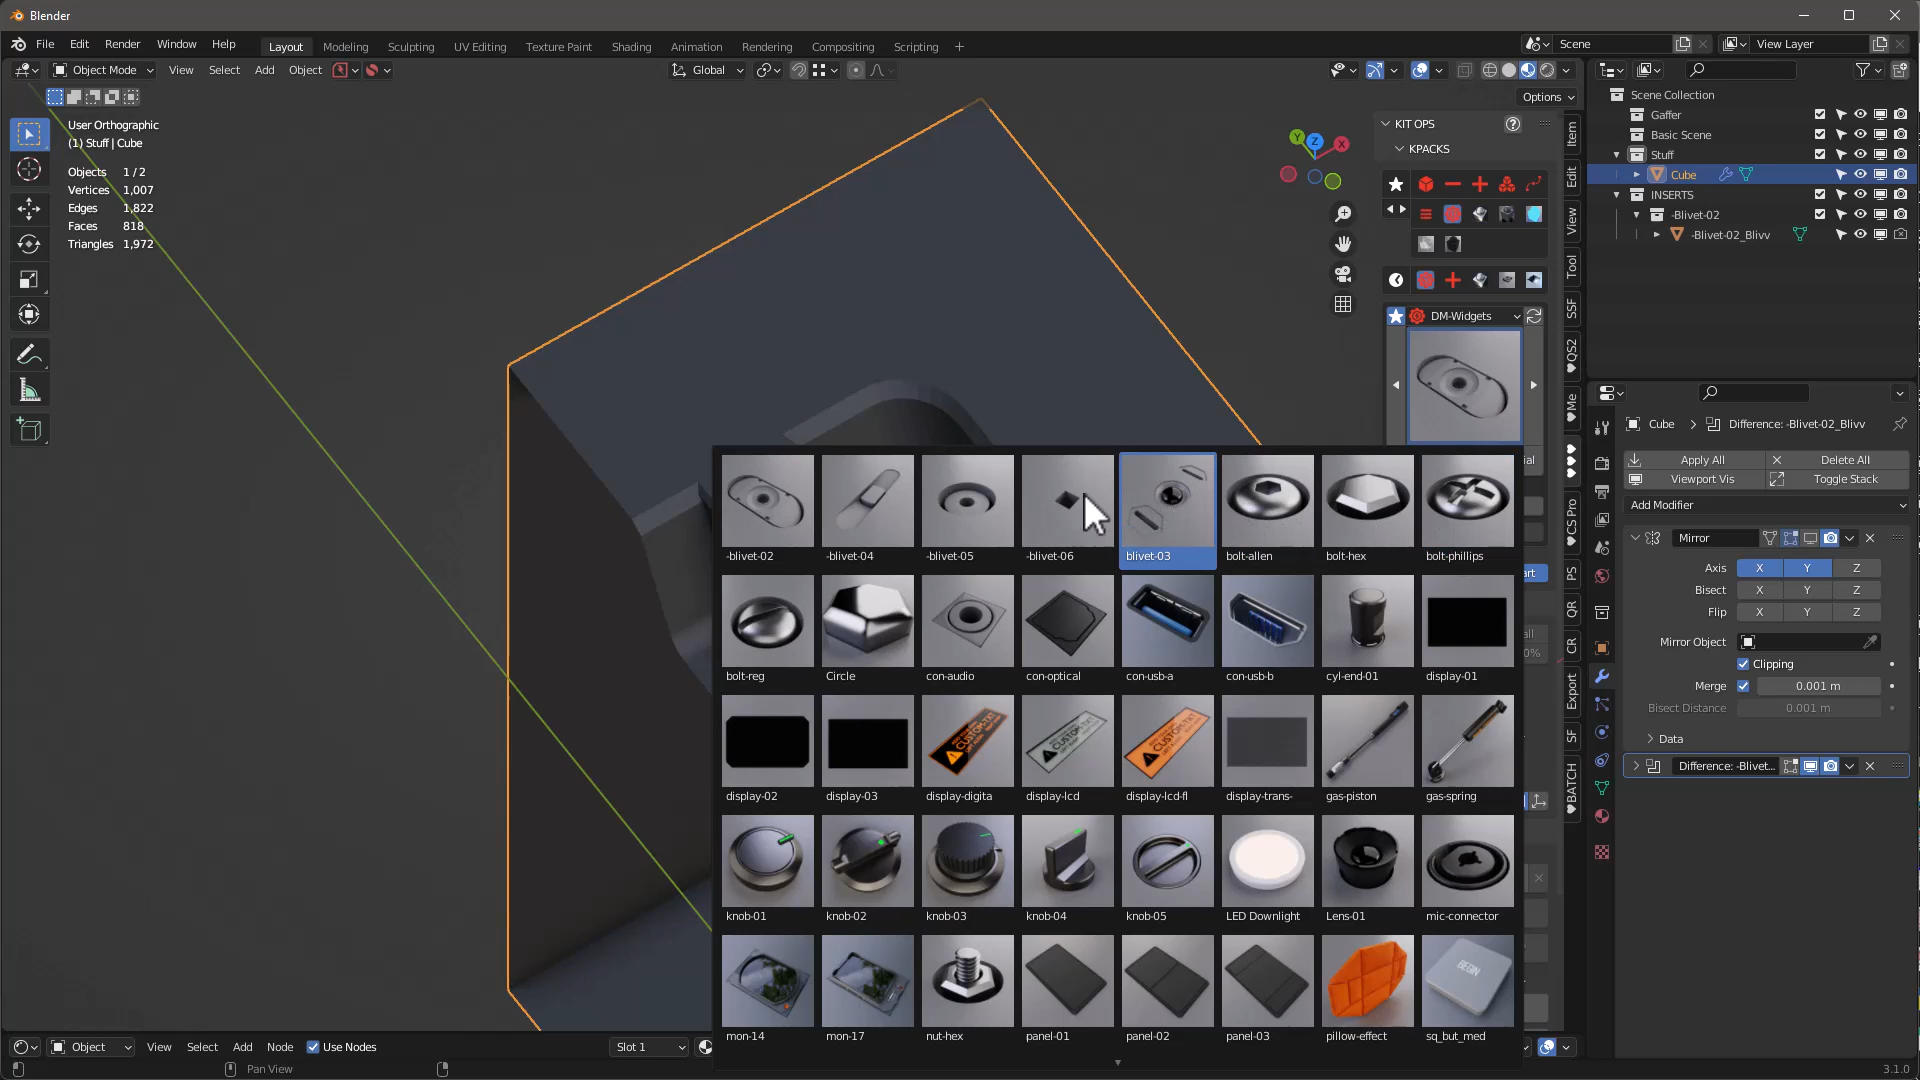 Blender
File Edit Render Window Help Layout Modeling Sculpting UV Editing Texture Paint Shading Animation Rendering Compositing Scripting + Scene View Layer
Object Mode View Select Add Object Global
Options
User Orthographic
(1) Stuff | Cube
Objects 1 / 2
Vertices 1,007
Edges 1,822
Faces 818
Triangles 1,972
Y Z X
KIT OPS
KPACKS
DM-Widgets
Item
Edit
View
Tool
SSF
QS2
Me
CS Pro
PS
QR
CR
Export
SF
BATCH
-blivet-02 -blivet-04 -blivet-05 -blivet-06 blivet-03 bolt-allen bolt-hex bolt-phillips
bolt-reg Circle con-audio con-optical con-usb-a con-usb-b cyl-end-01 display-01
CUSTOM-TXT CUSTOM-TXT CUSTOM-TXT
display-02 display-03 display-digita display-lcd display-lcd-fl display-trans- gas-piston gas-spring
knob-01 knob-02 knob-03 knob-04 knob-05 LED Downlight Lens-01 mic-connector
BEGIN
mon-14 mon-17 nut-hex panel-01 panel-02 panel-03 pillow-effect sq_but_med
Scene Collection
Gaffer
Basic Scene
Stuff
Cube
INSERTS
-Blivet-02
-Blivet-02_Blivv
Cube Difference: -Blivet-02_Blivv
Apply All Delete All
Viewport Vis Toggle Stack
Add Modifier
Mirror
Axis X Y Z
Bisect X Y Z
Flip X Y Z
Mirror Object
Clipping
Merge 0.001 m
Bisect Distance 0.001 m
Data
Difference: -Blivet...
Object View Select Add Node Use Nodes Slot 1
Pan View
3.1.0